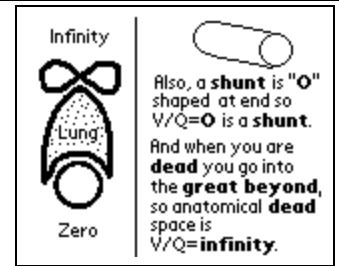 Infinity
Lung
Zero
Also, a shunt is "O"
shaped at end so
V/Q=O is a shunt.
And when you are
dead you go into
the great beyond,
so anatomical dead
space is
V/Q=infinity.